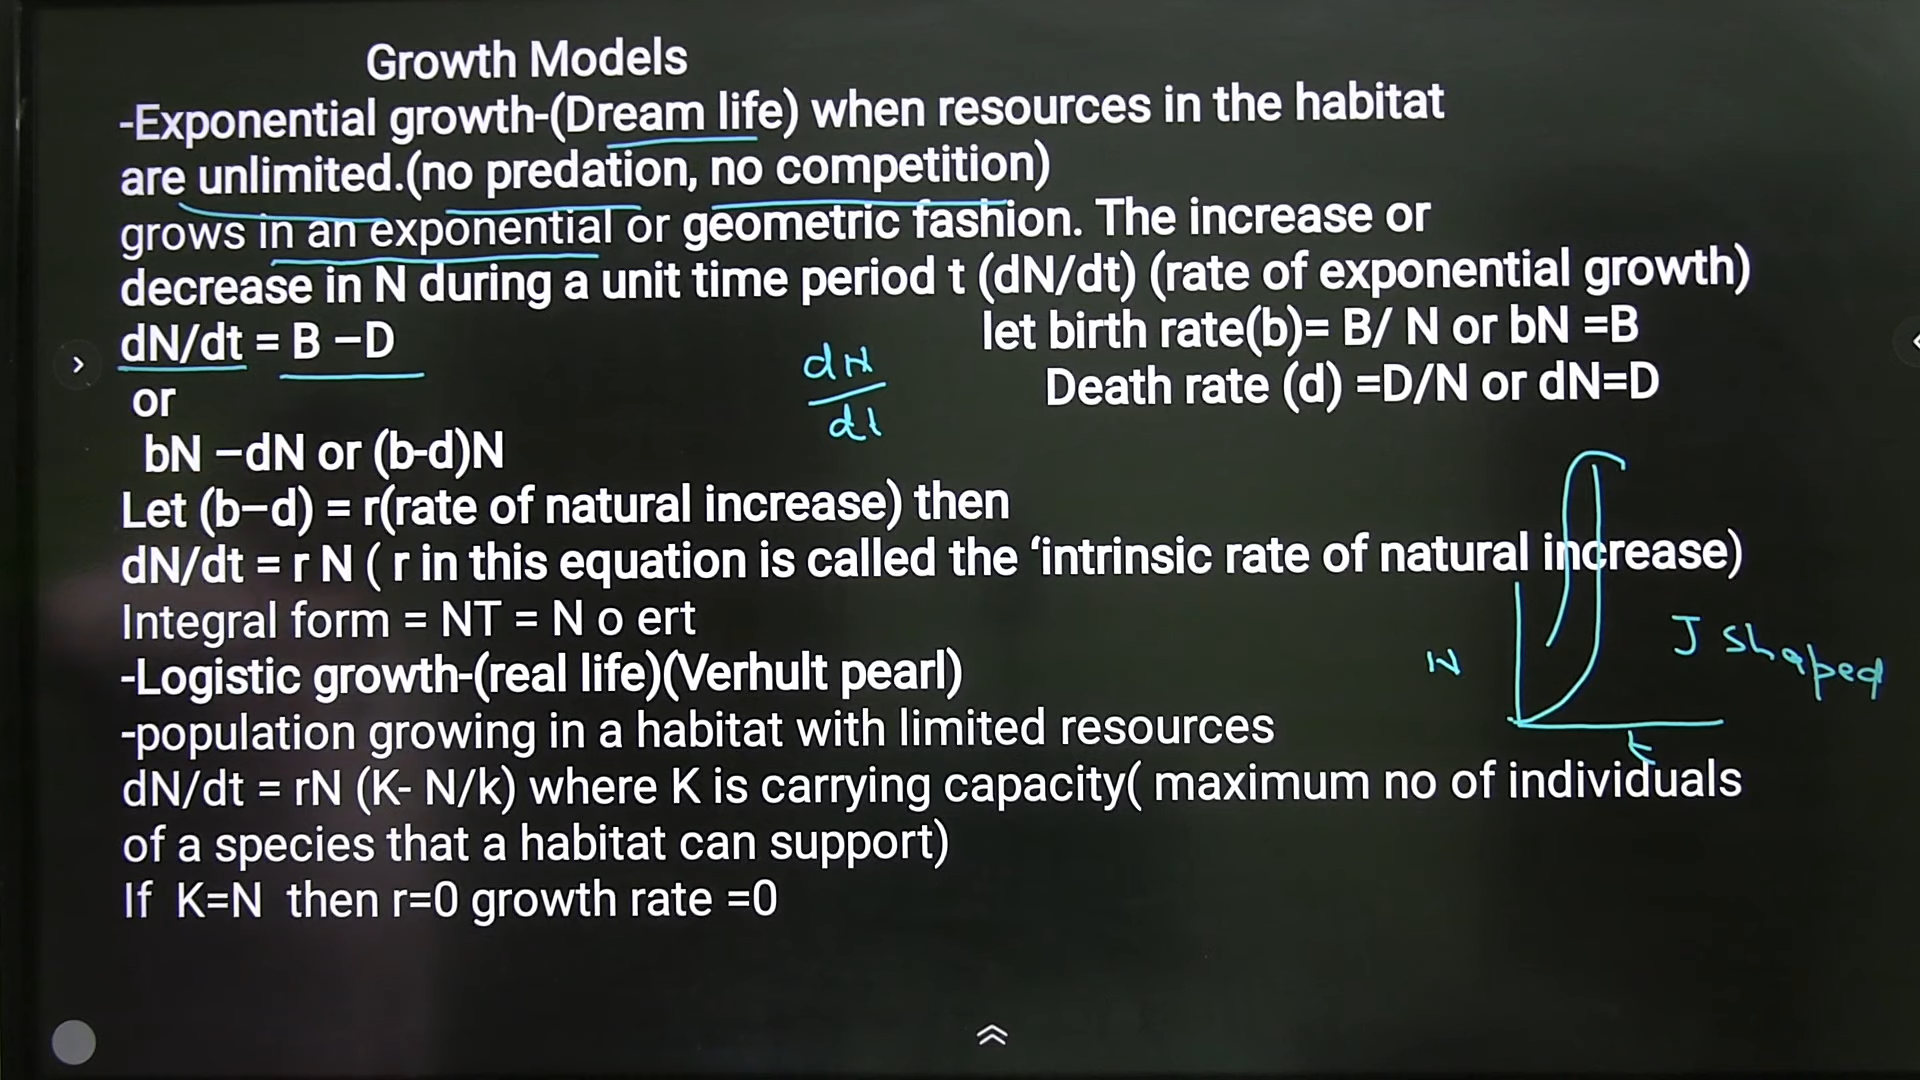 Growth Models
-Exponential growth-(Dream life) when resources in the habitat
are unlimited.(no predation, no competition)
grows in an exponential or geometric fashion. The increase or
decrease in N during a unit time period t (dN/dt) (rate of exponential growth)
dN/dt = B –D
let birth rate(b)= B/ N or bN =B
dN
dt
or
Death rate (d) =D/N or dN=D
bN –dN or (b-d)N
Let (b–d) = r(rate of natural increase) then
dN/dt = r N ( r in this equation is called the ‘intrinsic rate of natural increase)
Integral form = NT = N o ert
-Logistic growth-(real life)(Verhult pearl)
N
J shaped
-population growing in a habitat with limited resources
t
dN/dt = rN (K- N/k) where K is carrying capacity( maximum no of individuals
of a species that a habitat can support)
If K=N then r=0 growth rate =0